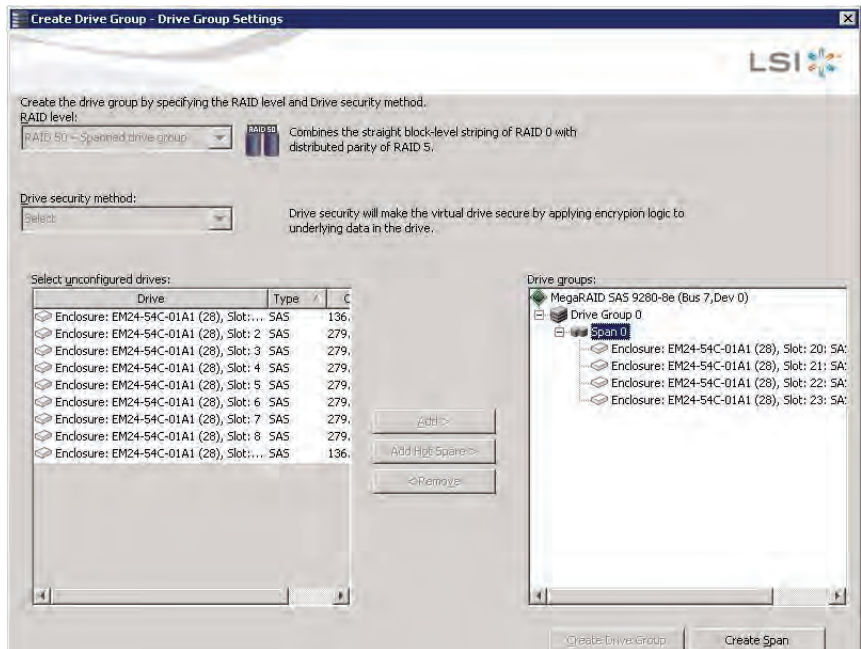 Create Drive Group - Drive Group Settings
LSI
Create the drive group by specifying the RAID level and Drive security method.
RAID level:
RAID 50 - Spanned drive group
RAID 50
Combines the straight block-level striping of RAID 0 with
distributed parity of RAID 5.
Drive security method:
Select
Drive security will make the virtual drive secure by applying encrypion logic to
underlying data in the drive.
Select unconfigured drives:
Drive Type C
Enclosure: EM24-54C-01A1 (28), Slot:... SAS 136.
Enclosure: EM24-54C-01A1 (28), Slot: 2 SAS 279.
Enclosure: EM24-54C-01A1 (28), Slot: 3 SAS 279.
Enclosure: EM24-54C-01A1 (28), Slot: 4 SAS 279.
Enclosure: EM24-54C-01A1 (28), Slot: 5 SAS 279.
Enclosure: EM24-54C-01A1 (28), Slot: 6 SAS 279.
Enclosure: EM24-54C-01A1 (28), Slot: 7 SAS 279.
Enclosure: EM24-54C-01A1 (28), Slot: 8 SAS 279.
Enclosure: EM24-54C-01A1 (28), Slot:... SAS 136.
Add >
Add Hot Spare >
< Remove
Drive groups:
MegaRAID SAS 9280-8e (Bus 7,Dev 0)
Drive Group 0
Span 0
Enclosure: EM24-54C-01A1 (28), Slot: 20: SA
Enclosure: EM24-54C-01A1 (28), Slot: 21: SA
Enclosure: EM24-54C-01A1 (28), Slot: 22: SA
Enclosure: EM24-54C-01A1 (28), Slot: 23: SA
Create Drive Group
Create Span